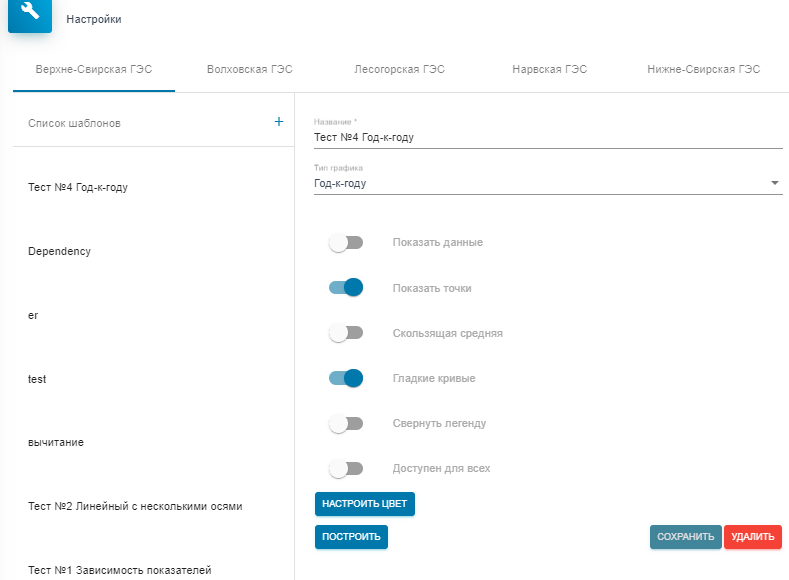 Настройки
Верхне-Свирская ГЭС
Волховская ГЭС
Лесогорская ГЭС
Нарвская ГЭС
Нижне-Свирская ГЭС
Список шаблонов
+
Тест №4 Год-к-году
Dependency
er
test
вычитание
Тест №2 Линейный с несколькими осями
Тест №1 Зависимость показателей
Название *
Тест №4 Год-к-году
Тип графика
Год-к-году
Показать данные
Показать точки
Скользящая средняя
Гладкие кривые
Свернуть легенду
Доступен для всех
НАСТРОИТЬ ЦВЕТ
ПОСТРОИТЬ
СОХРАНИТЬ
УДАЛИТЬ